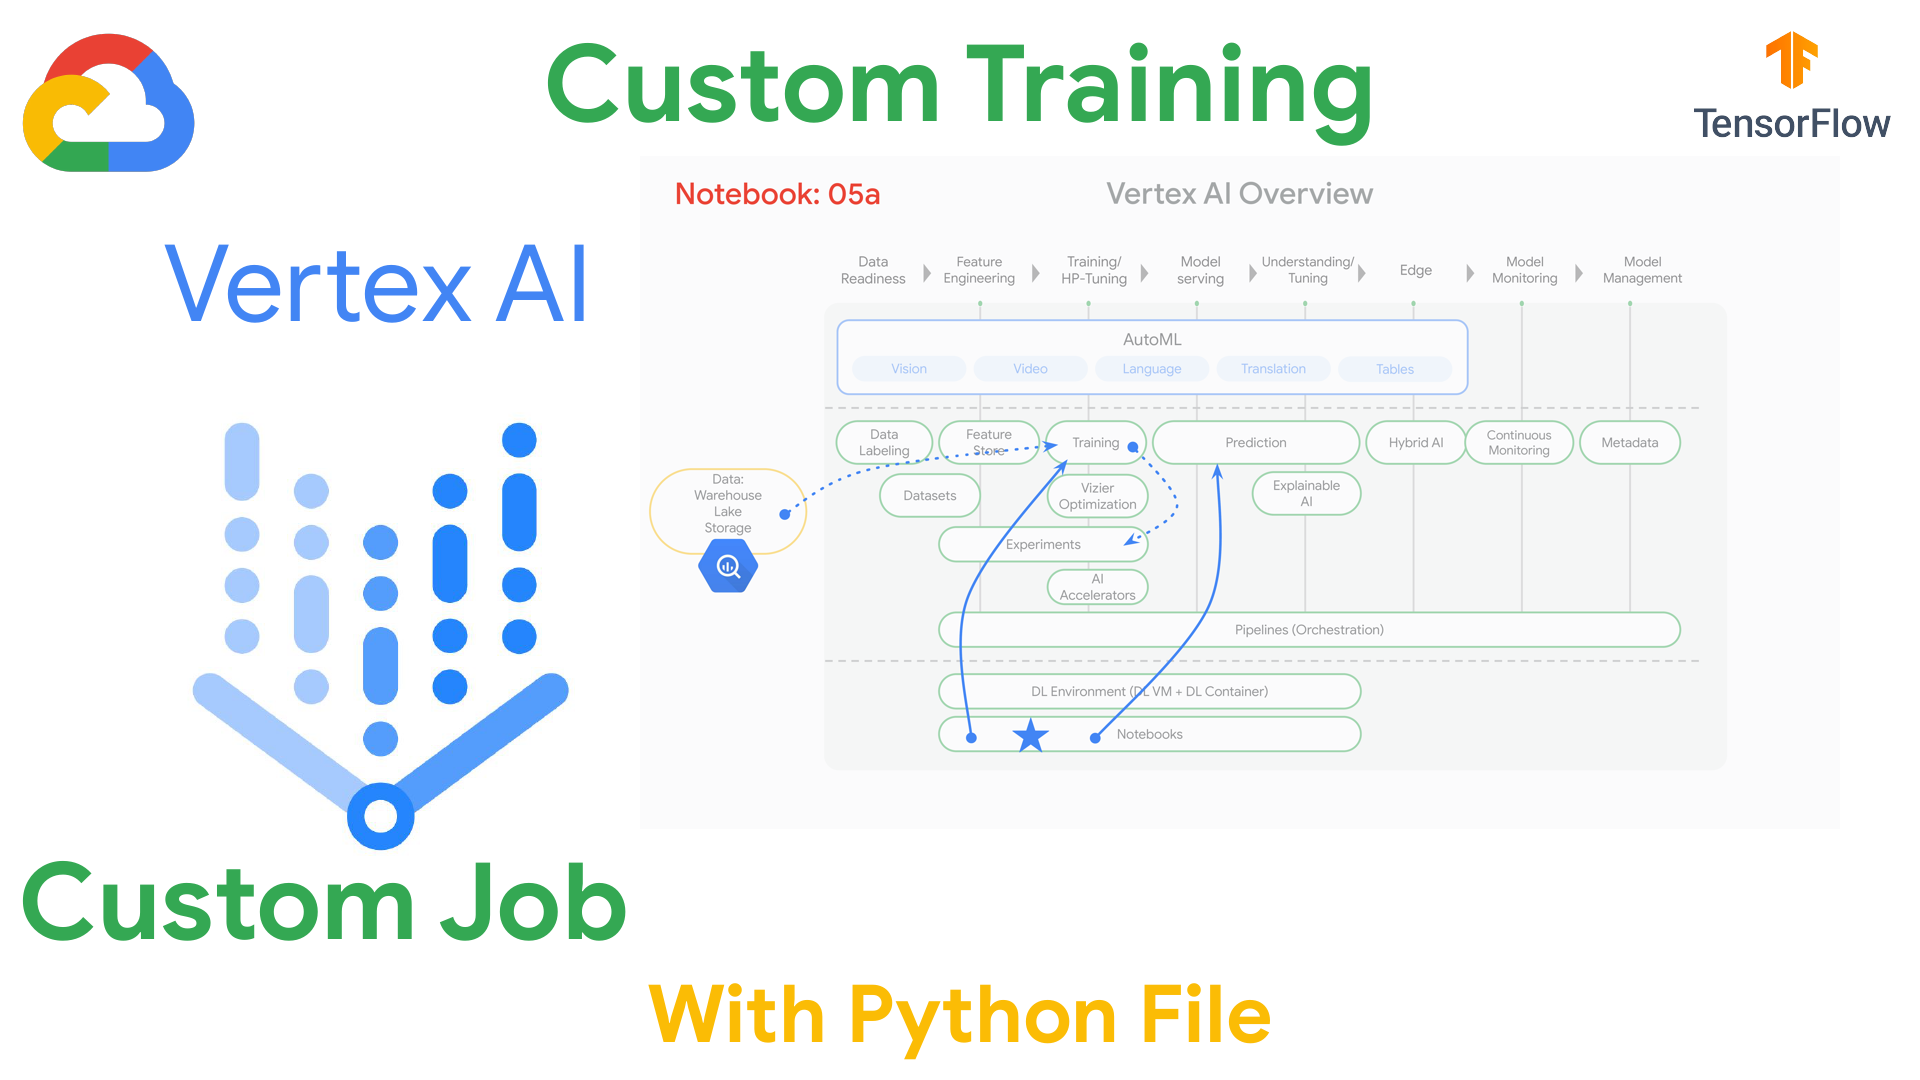 Custom Training
TensorFlow
Notebook: 05a
Vertex AI Overview
Vertex AI
Data
Readiness
Feature
Engineering
Training/
HP-Tuning
Model
serving
Understanding/
Tuning
Edge
Model
Monitoring
Model
Management
AutoML
Vision
Video
Language
Translation
Tables
Data
Labeling
Feature
Store
Training
Prediction
Hybrid AI
Continuous
Monitoring
Metadata
Data:
Warehouse
Lake
Storage
Datasets
Vizier
Optimization
Explainable
AI
Experiments
AI
Accelerators
Pipelines (Orchestration)
DL Environment (DL VM + DL Container)
Notebooks
Custom Job
With Python File